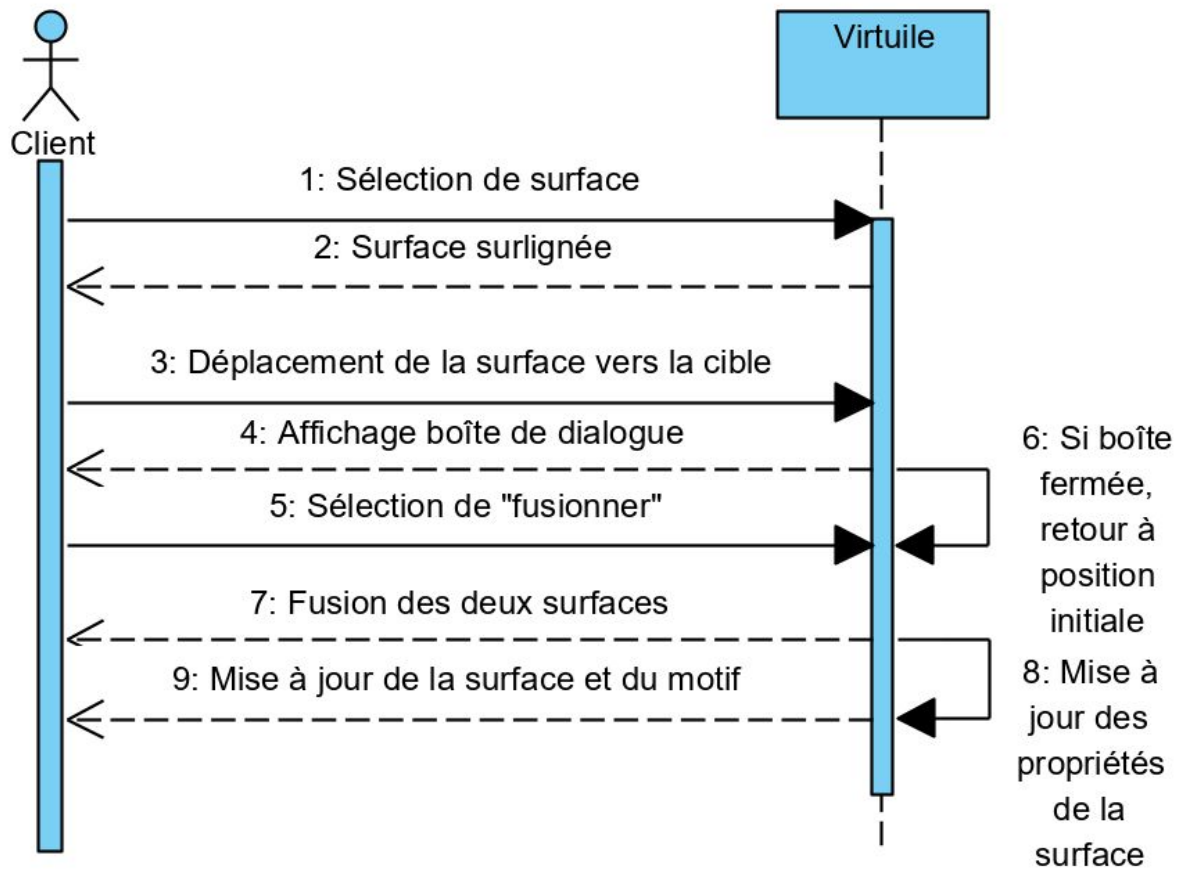 Virtuile
Client
1: Sélection de surface
2: Surface surlignée
3: Déplacement de la surface vers la cible
4: Affichage boîte de dialogue
5: Sélection de "fusionner"
6: Si boîte
fermée,
retour à
position
initiale
7: Fusion des deux surfaces
8: Mise à
jour des
propriétés
de la
surface
9: Mise à jour de la surface et du motif